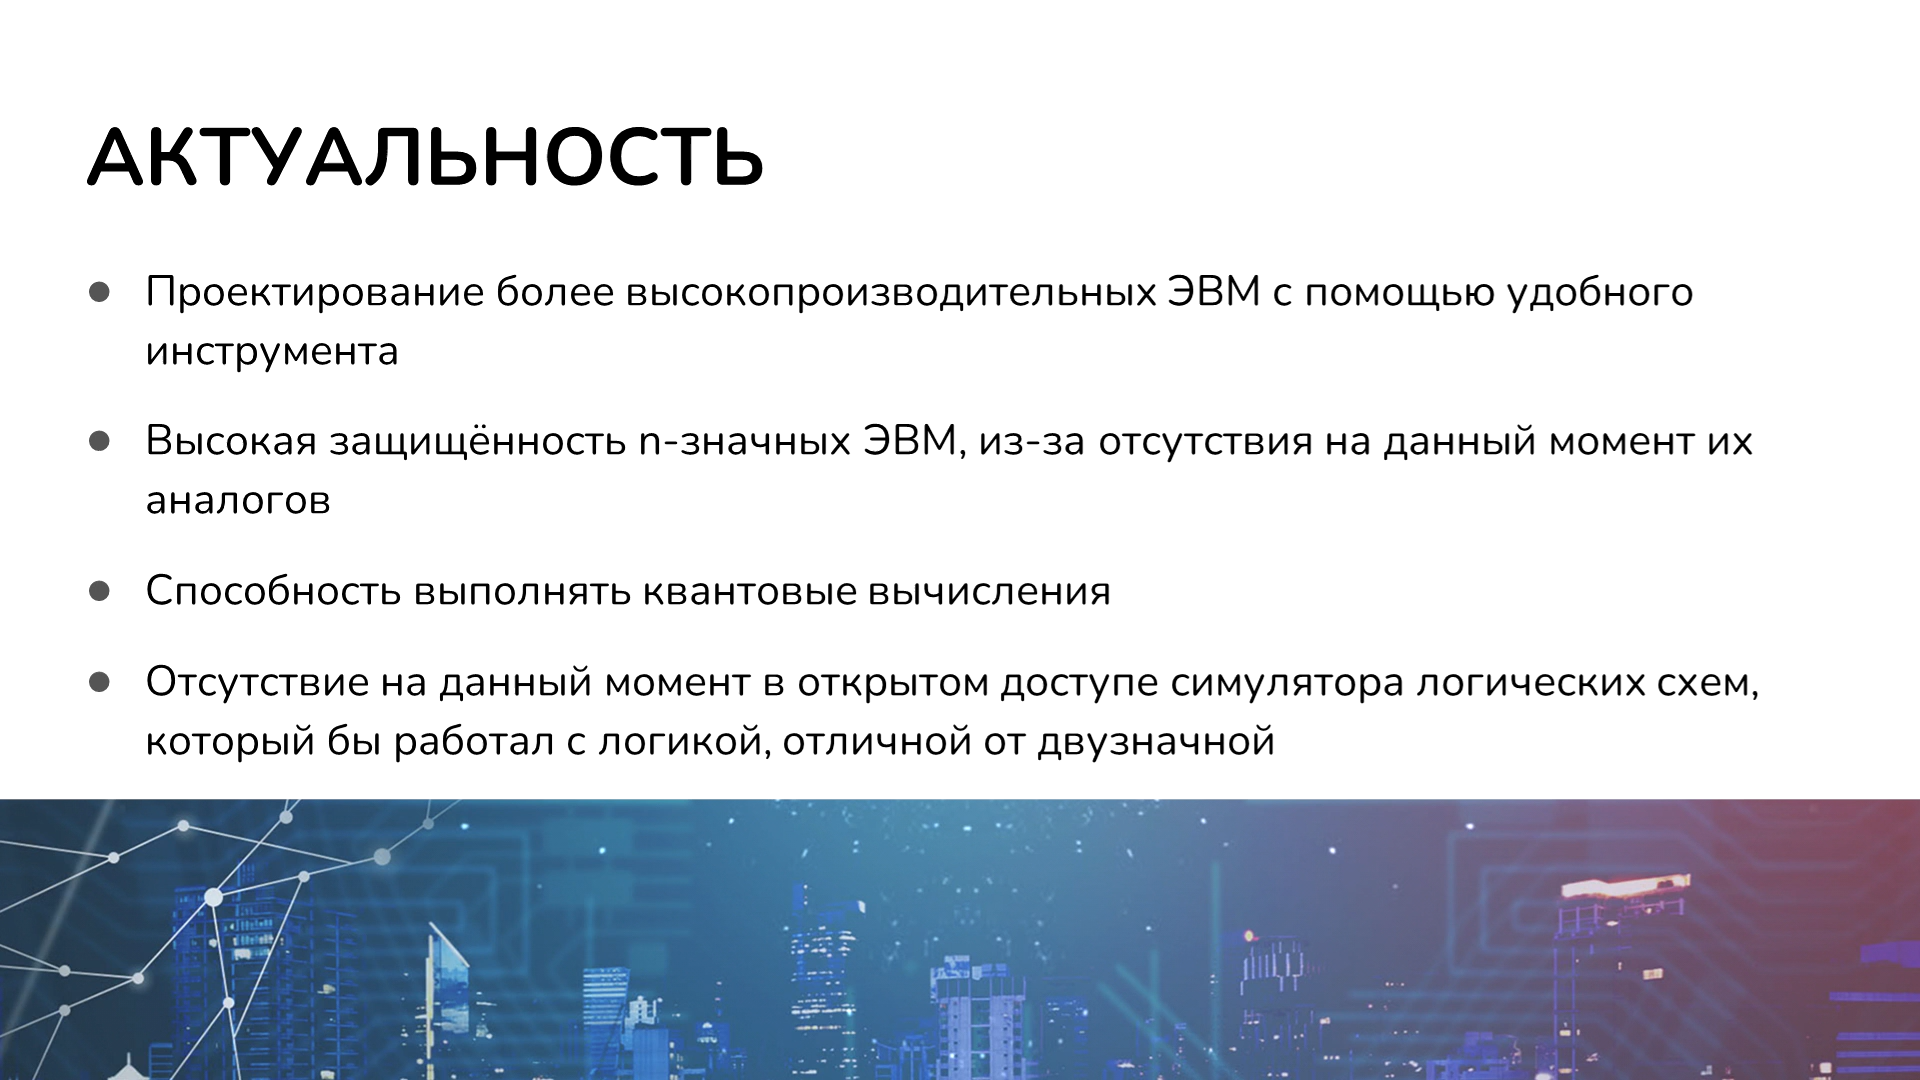 АКТУАЛЬНОСТЬ
● Проектирование более высокопроизводительных ЭВМ с помощью удобного
инструмента
● Высокая защищённость n-значных ЭВМ, из-за отсутствия на данный момент их
аналогов
● Способность выполнять квантовые вычисления
● Отсутствие на данный момент в открытом доступе симулятора логических схем,
который бы работал с логикой, отличной от двузначной